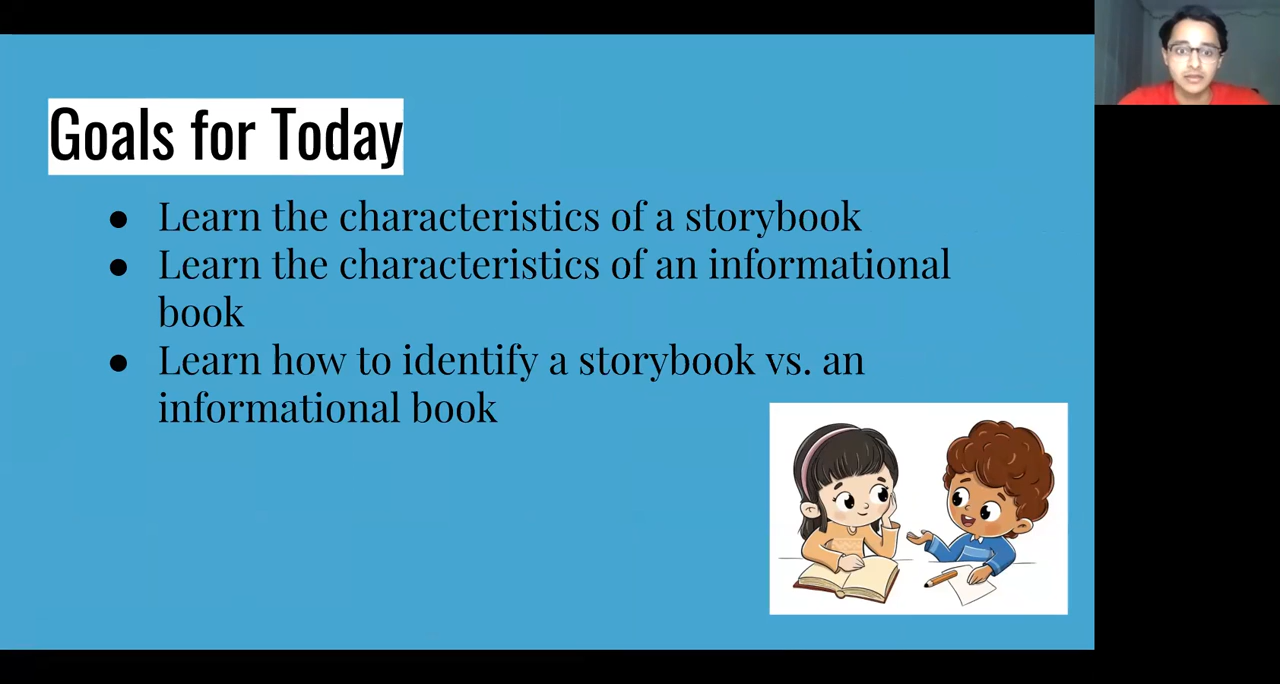 Goals for Today
● Learn the characteristics of a storybook
● Learn the characteristics of an informational
book
● Learn how to identify a storybook vs. an
informational book